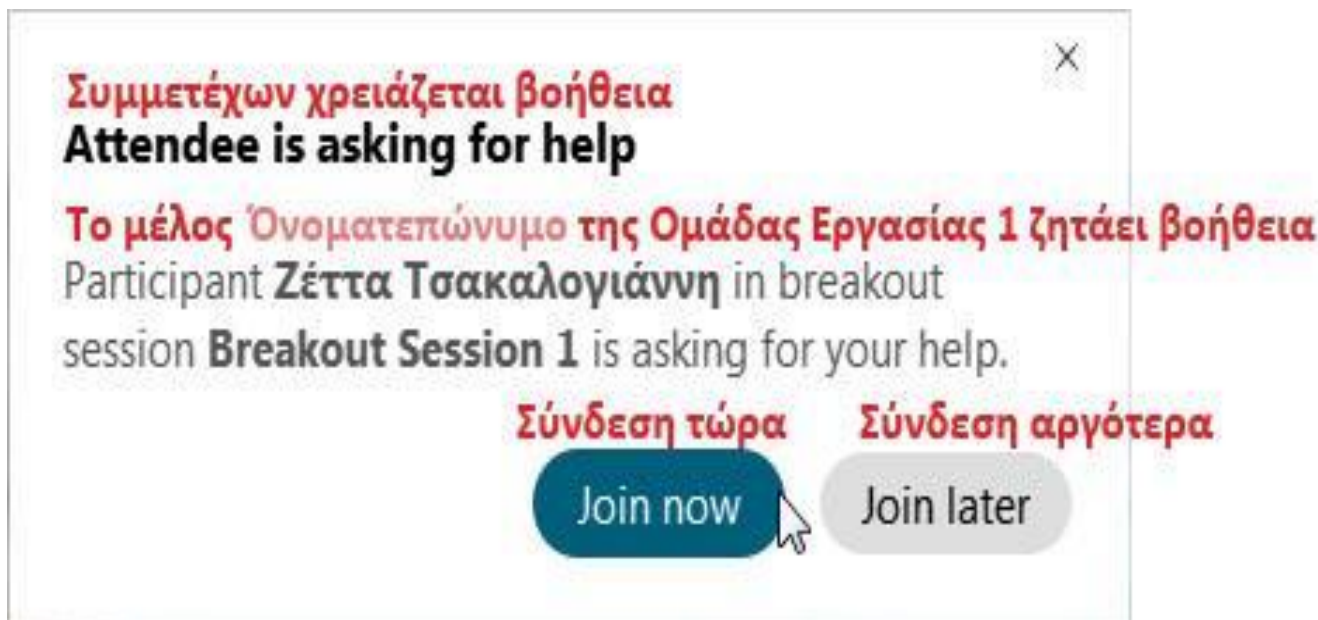 Συμμετέχων χρειάζεται βοήθεια
Attendee is asking for help
Το μέλος Όνοματεπώνυμο της Ομάδας Εργασίας 1 ζητάει βοήθεια
Participant Ζέττα Τσακαλογιάννη in breakout
session Breakout Session 1 is asking for your help.
Σύνδεση τώρα Σύνδεση αργότερα
Join now Join later